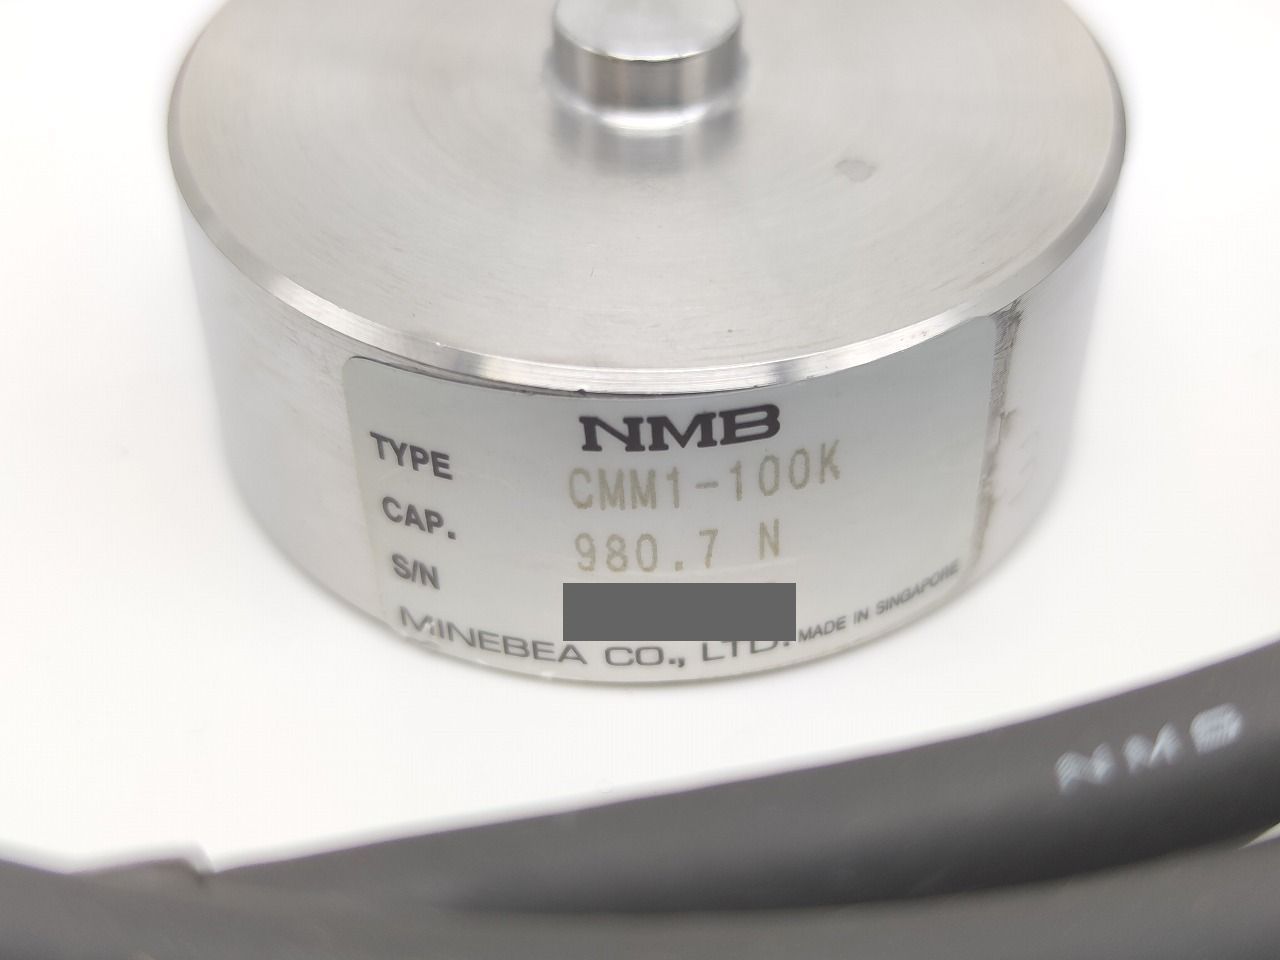 NMB
TYPE CMM1-100K
CAP. 980.7 N
S/N
MINEBEA CO., LTD. MADE IN SINGAPORE
NMB